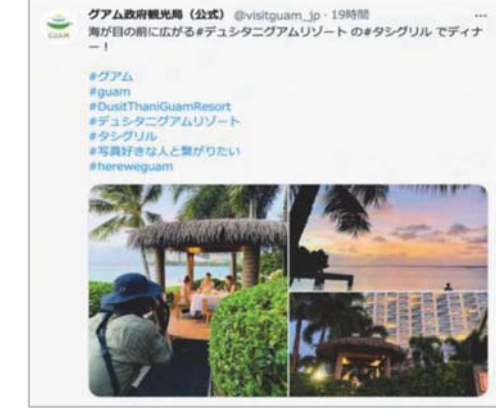 グアム政府観光局（公式） @visitguam_jp · 19時間
GUAM
海が目の前に広がる#デュシタニグアムリゾート の#タシグリル でディナ
ー！
#グアム
#guam
#DusitThaniGuamResort
#デュシタニグアムリゾート
#タシグリル
#写真好きな人と繋がりたい
#hereweguam